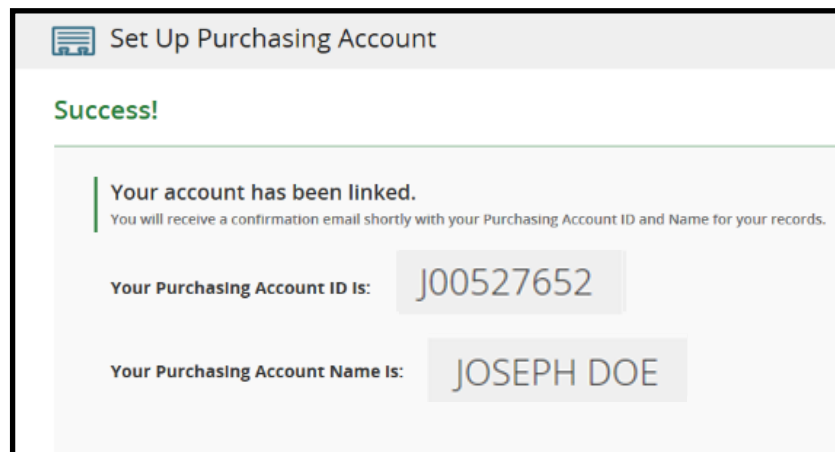 Set Up Purchasing Account
Success!
Your account has been linked.
You will receive a confirmation email shortly with your Purchasing Account ID and Name for your records.
Your Purchasing Account ID Is: J00527652
Your Purchasing Account Name Is: JOSEPH DOE